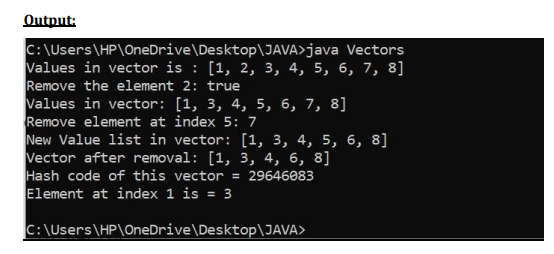 Output:
C:\Users\HP\OneDrive\Desktop\JAVA>java Vectors
Values in vector is : [1, 2, 3, 4, 5, 6, 7, 8]
Remove the element 2: true
Values in vector: [1, 3, 4, 5, 6, 7, 8]
Remove element at index 5: 7
New Value list in vector: [1, 3, 4, 5, 6, 8]
Vector after removal: [1, 3, 4, 6, 8]
Hash code of this vector = 29646083
Element at index 1 is = 3
C:\Users\HP\OneDrive\Desktop\JAVA>